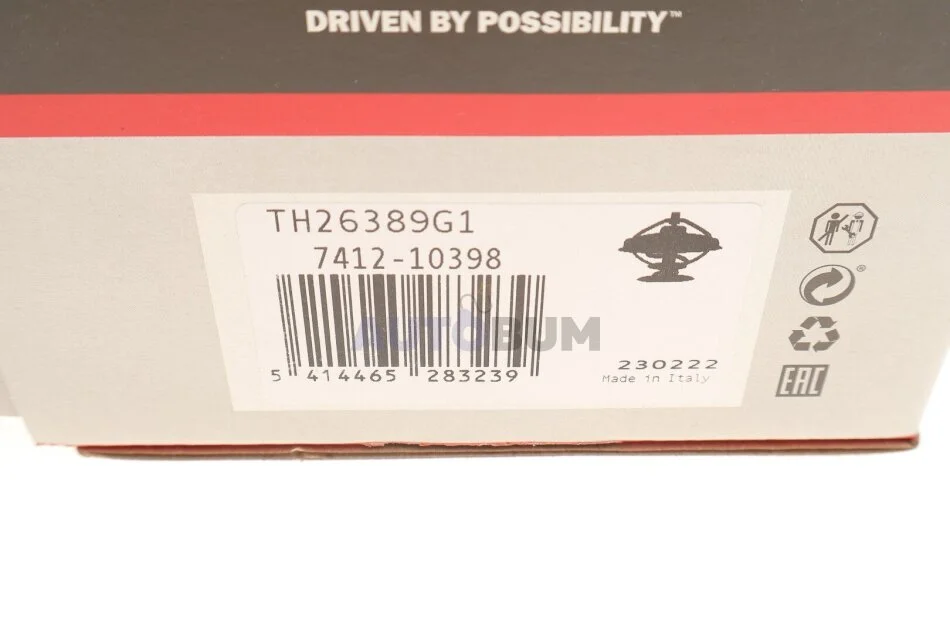 DRIVEN BY POSSIBILITY™
TH26389G1
7412-10398
AUTOBUM
5 414465 283239
230222
Made in Italy
®
EAC